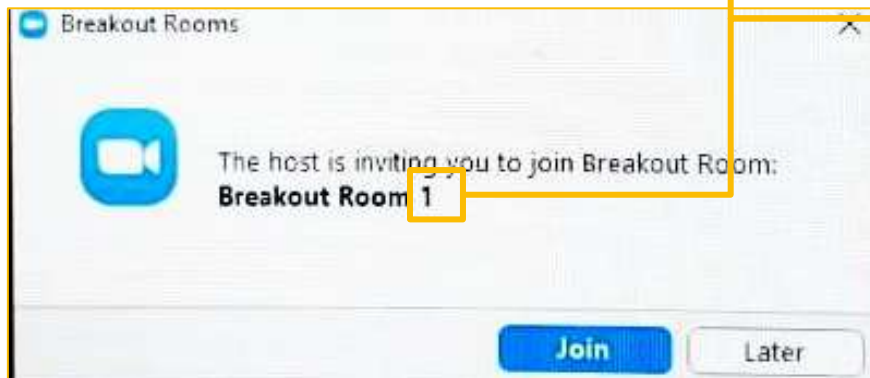 Breakout Rooms
The host is inviting you to join Breakout Room:
Breakout Room 1
Join
Later